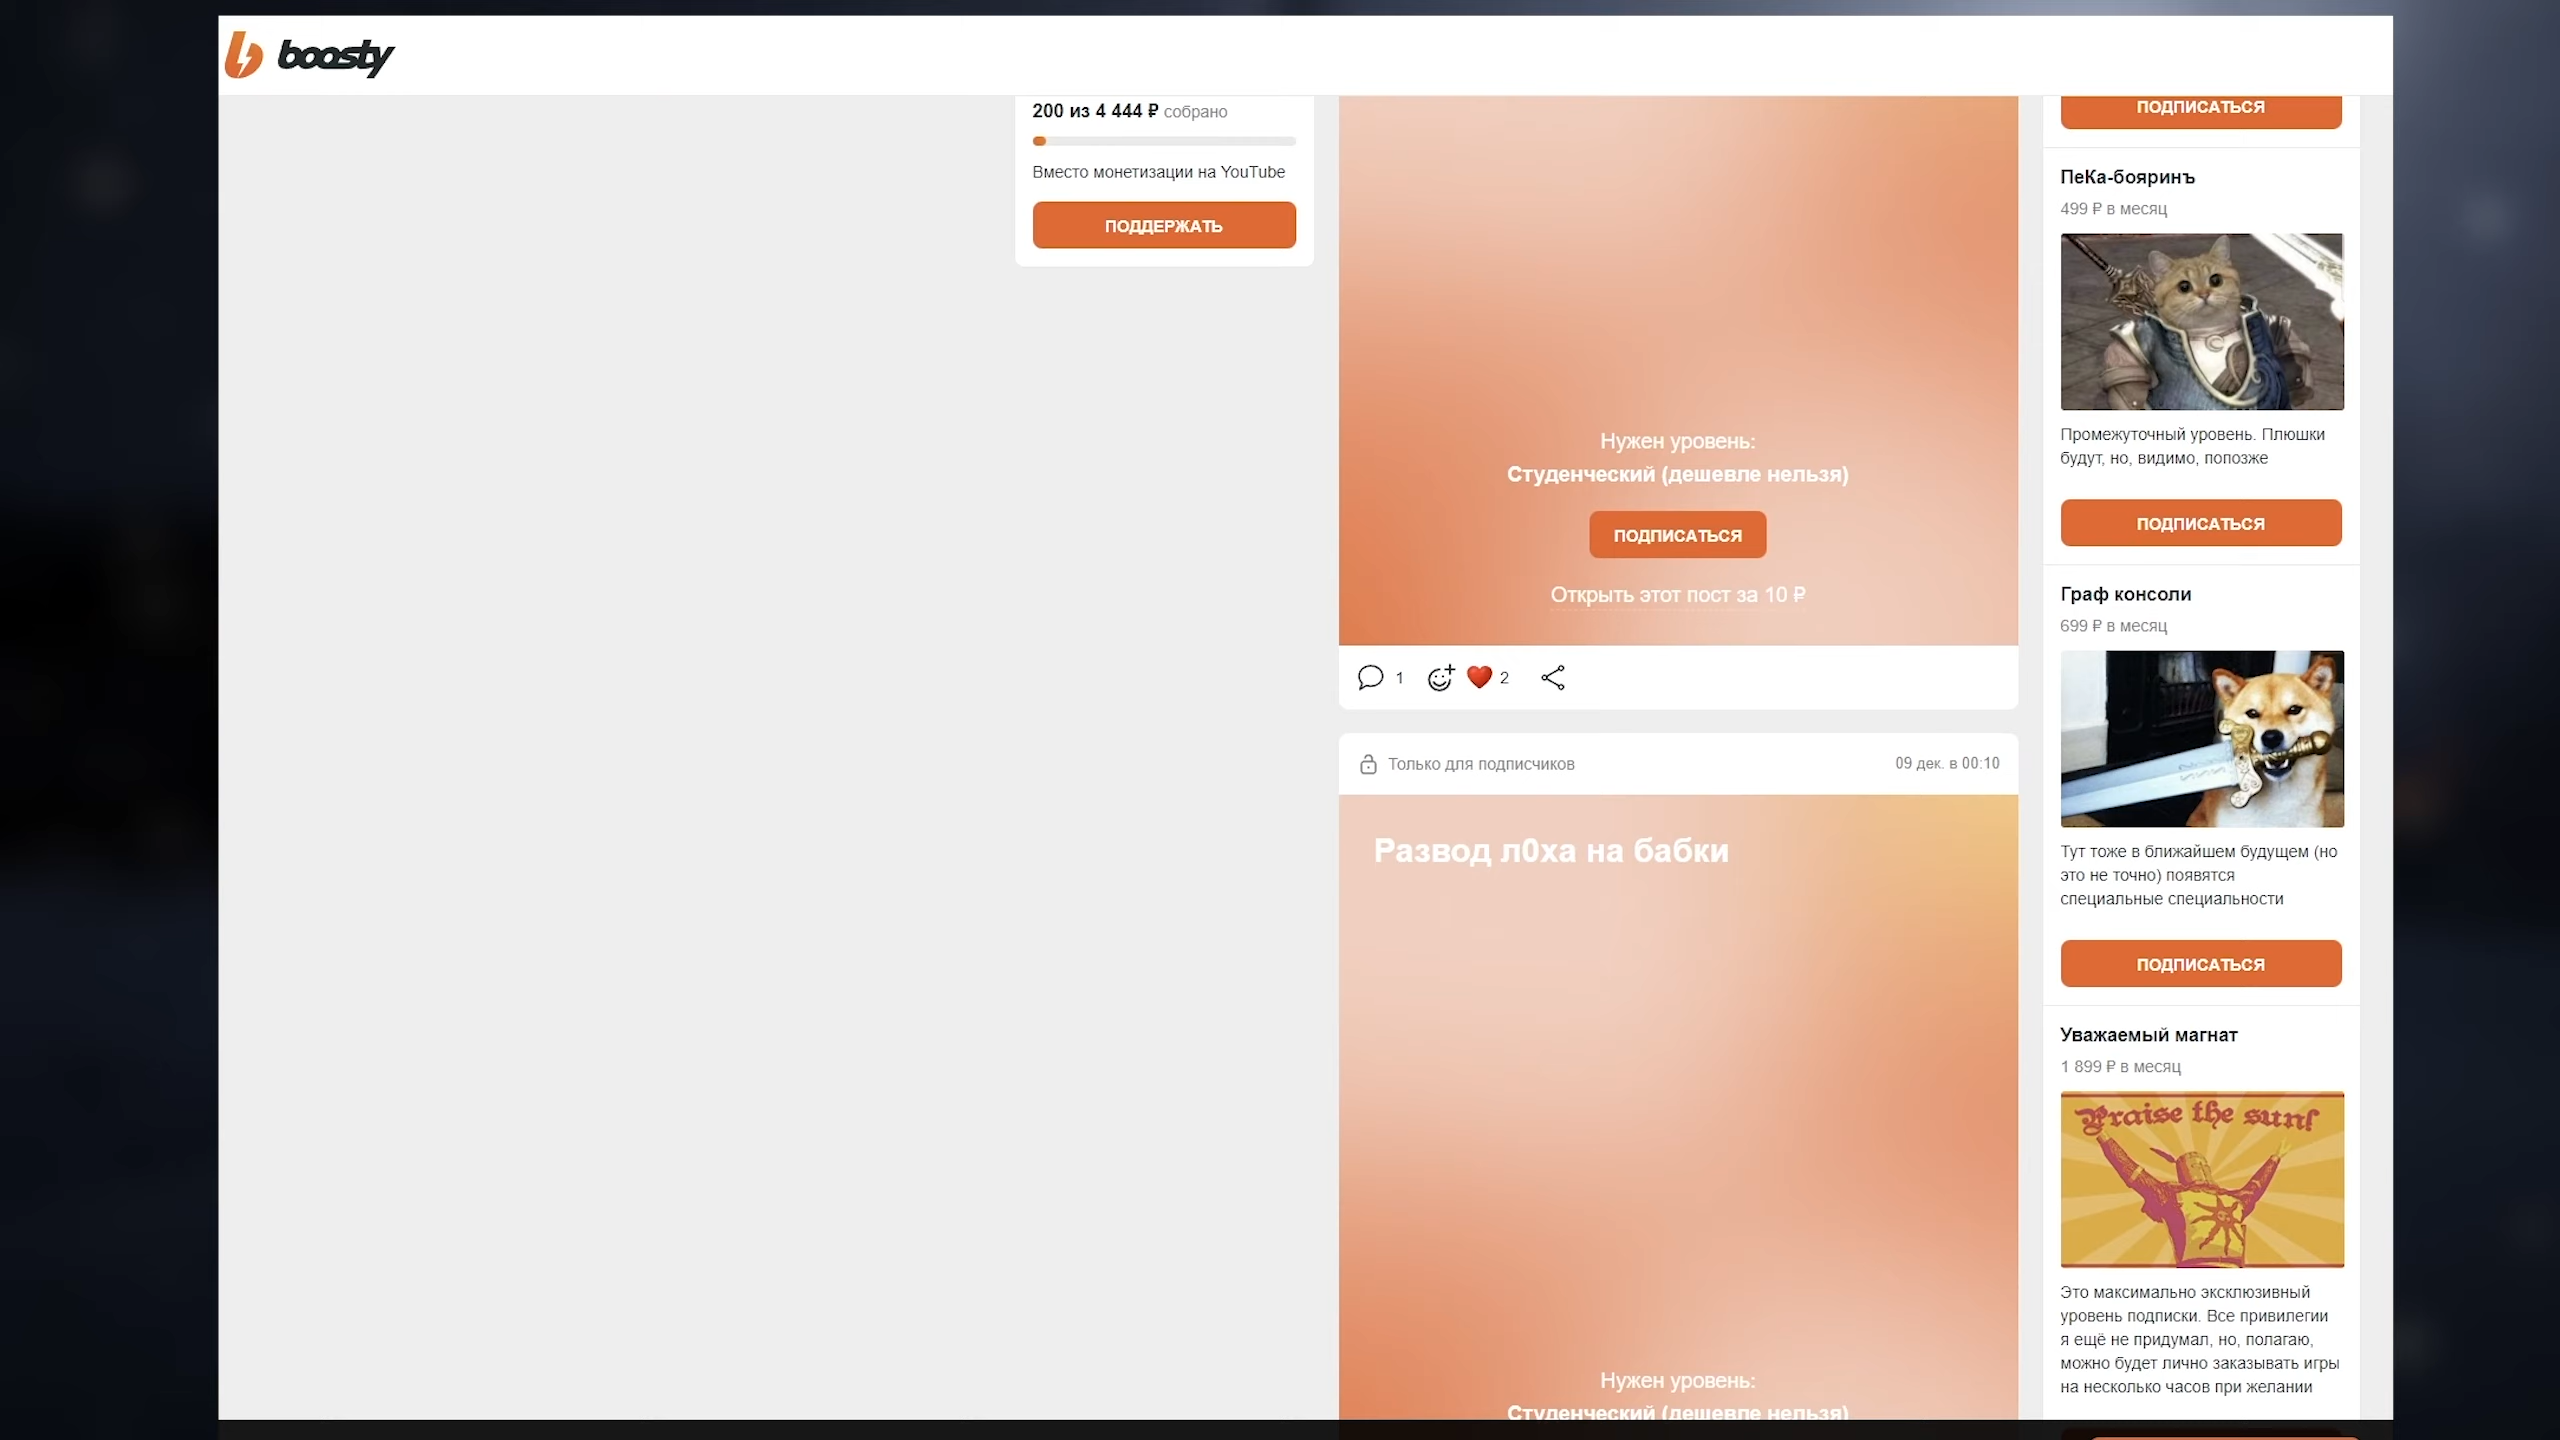 boosty
200 из 4 444 ₽ собрано
Вместо монетизации на YouTube
ПОДДЕРЖАТЬ
Нужен уровень:
Студенческий (дешевле нельзя)
ПОДПИСАТЬСЯ
Открыть этот пост за 10 ₽
1
2
Только для подписчиков
09 дек. в 00:10
Развод л0ха на бабки
Нужен уровень:
Студенческий (дешевле нельзя)
ПОДПИСАТЬСЯ
ПеКа-бояринъ
499 ₽ в месяц
Промежуточный уровень. Плюшки
будут, но, видимо, попозже
ПОДПИСАТЬСЯ
Граф консоли
699 ₽ в месяц
Тут тоже в ближайшем будущем (но
это не точно) появятся
специальные специальности
ПОДПИСАТЬСЯ
Уважаемый магнат
1 899 ₽ в месяц
Praise the sun!
Это максимально эксклюзивный
уровень подписки. Все привилегии
я ещё не придумал, но, полагаю,
можно будет лично заказывать игры
на несколько часов при желании